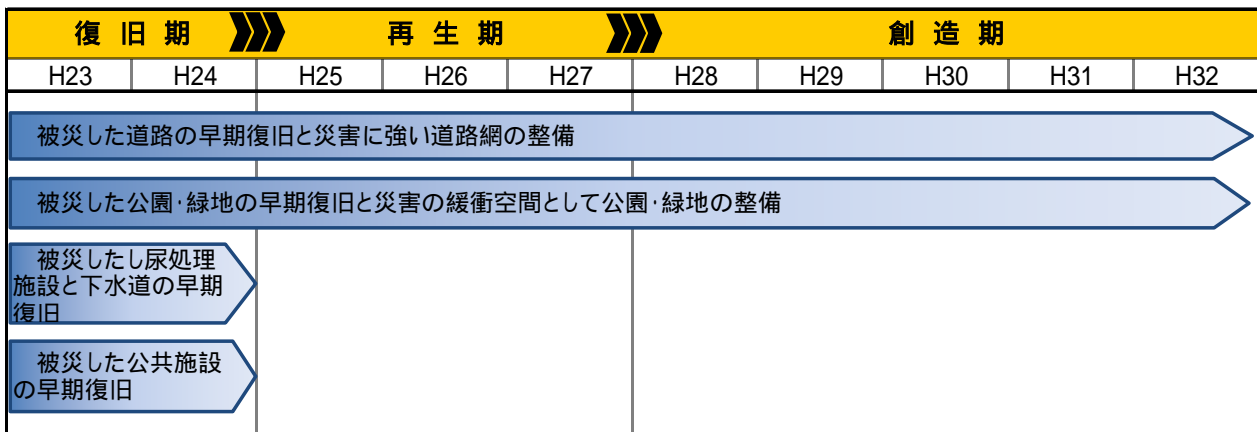 復旧期 再生期 創造期
H23 H24 H25 H26 H27 H28 H29 H30 H31 H32
被災した道路の早期復旧と災害に強い道路網の整備
被災した公園・緑地の早期復旧と災害の緩衝空間として公園・緑地の整備
被災したし尿処理
施設と下水道の早期
復旧
被災した公共施設
の早期復旧